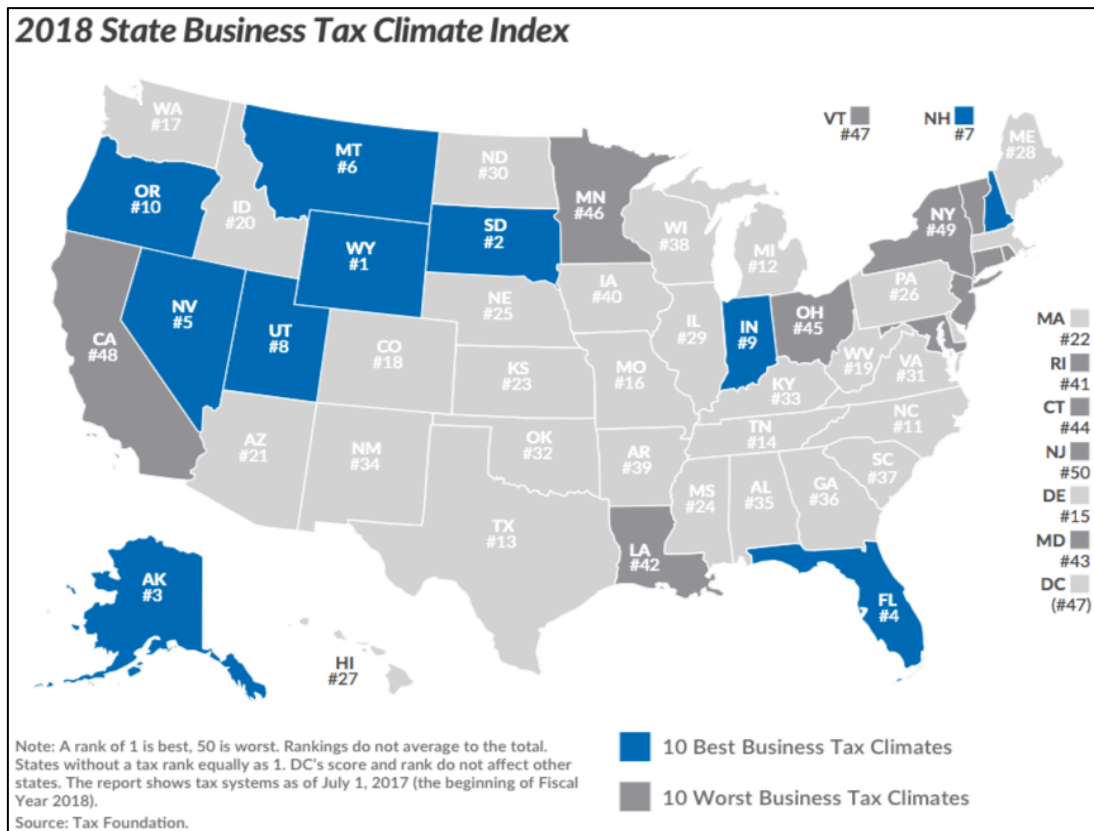 2018 State Business Tax Climate Index
WA
#17
MT
#6
ND
#30
MN
#46
VT
#47
NH
#7
ME
#28
OR
#10
ID
#20
WY
#1
SD
#2
WI
#38
MI
#12
NY
#49
CA
#48
NV
#5
UT
#8
CO
#18
NE
#25
IA
#40
IL
#29
IN
#9
OH
#45
PA
#26
KS
#23
MO
#16
KY
#33
WV
#19
VA
#31
AZ
#21
NM
#34
OK
#32
AR
#39
TN
#14
NC
#11
SC
#37
TX
#13
LA
#42
MS
#24
AL
#35
GA
#36
FL
#4
AK
#3
HI
#27
MA
#22
RI
#41
CT
#44
NJ
#50
DE
#15
MD
#43
DC
(#47)
Note: A rank of 1 is best, 50 is worst. Rankings do not average to the total.
States without a tax rank equally as 1. DC's score and rank do not affect other
states. The report shows tax systems as of July 1, 2017 (the beginning of Fiscal
Year 2018).
Source: Tax Foundation.
10 Best Business Tax Climates
10 Worst Business Tax Climates